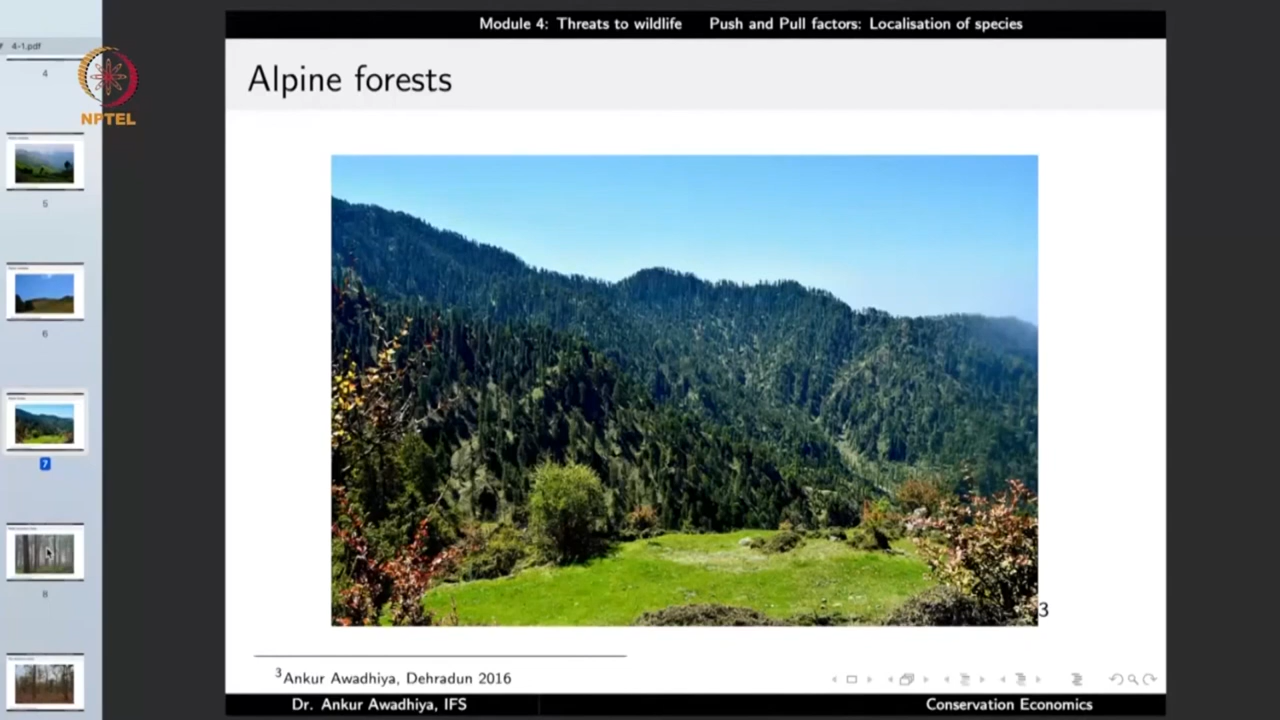 Module 4: Threats to wildlife Push and Pull factors: Localisation of species
4-1.pdf
4
NPTEL
Alpine forests
5
6
7
8
3
3Ankur Awadhiya, Dehradun 2016
Dr. Ankur Awadhiya, IFS Conservation Economics